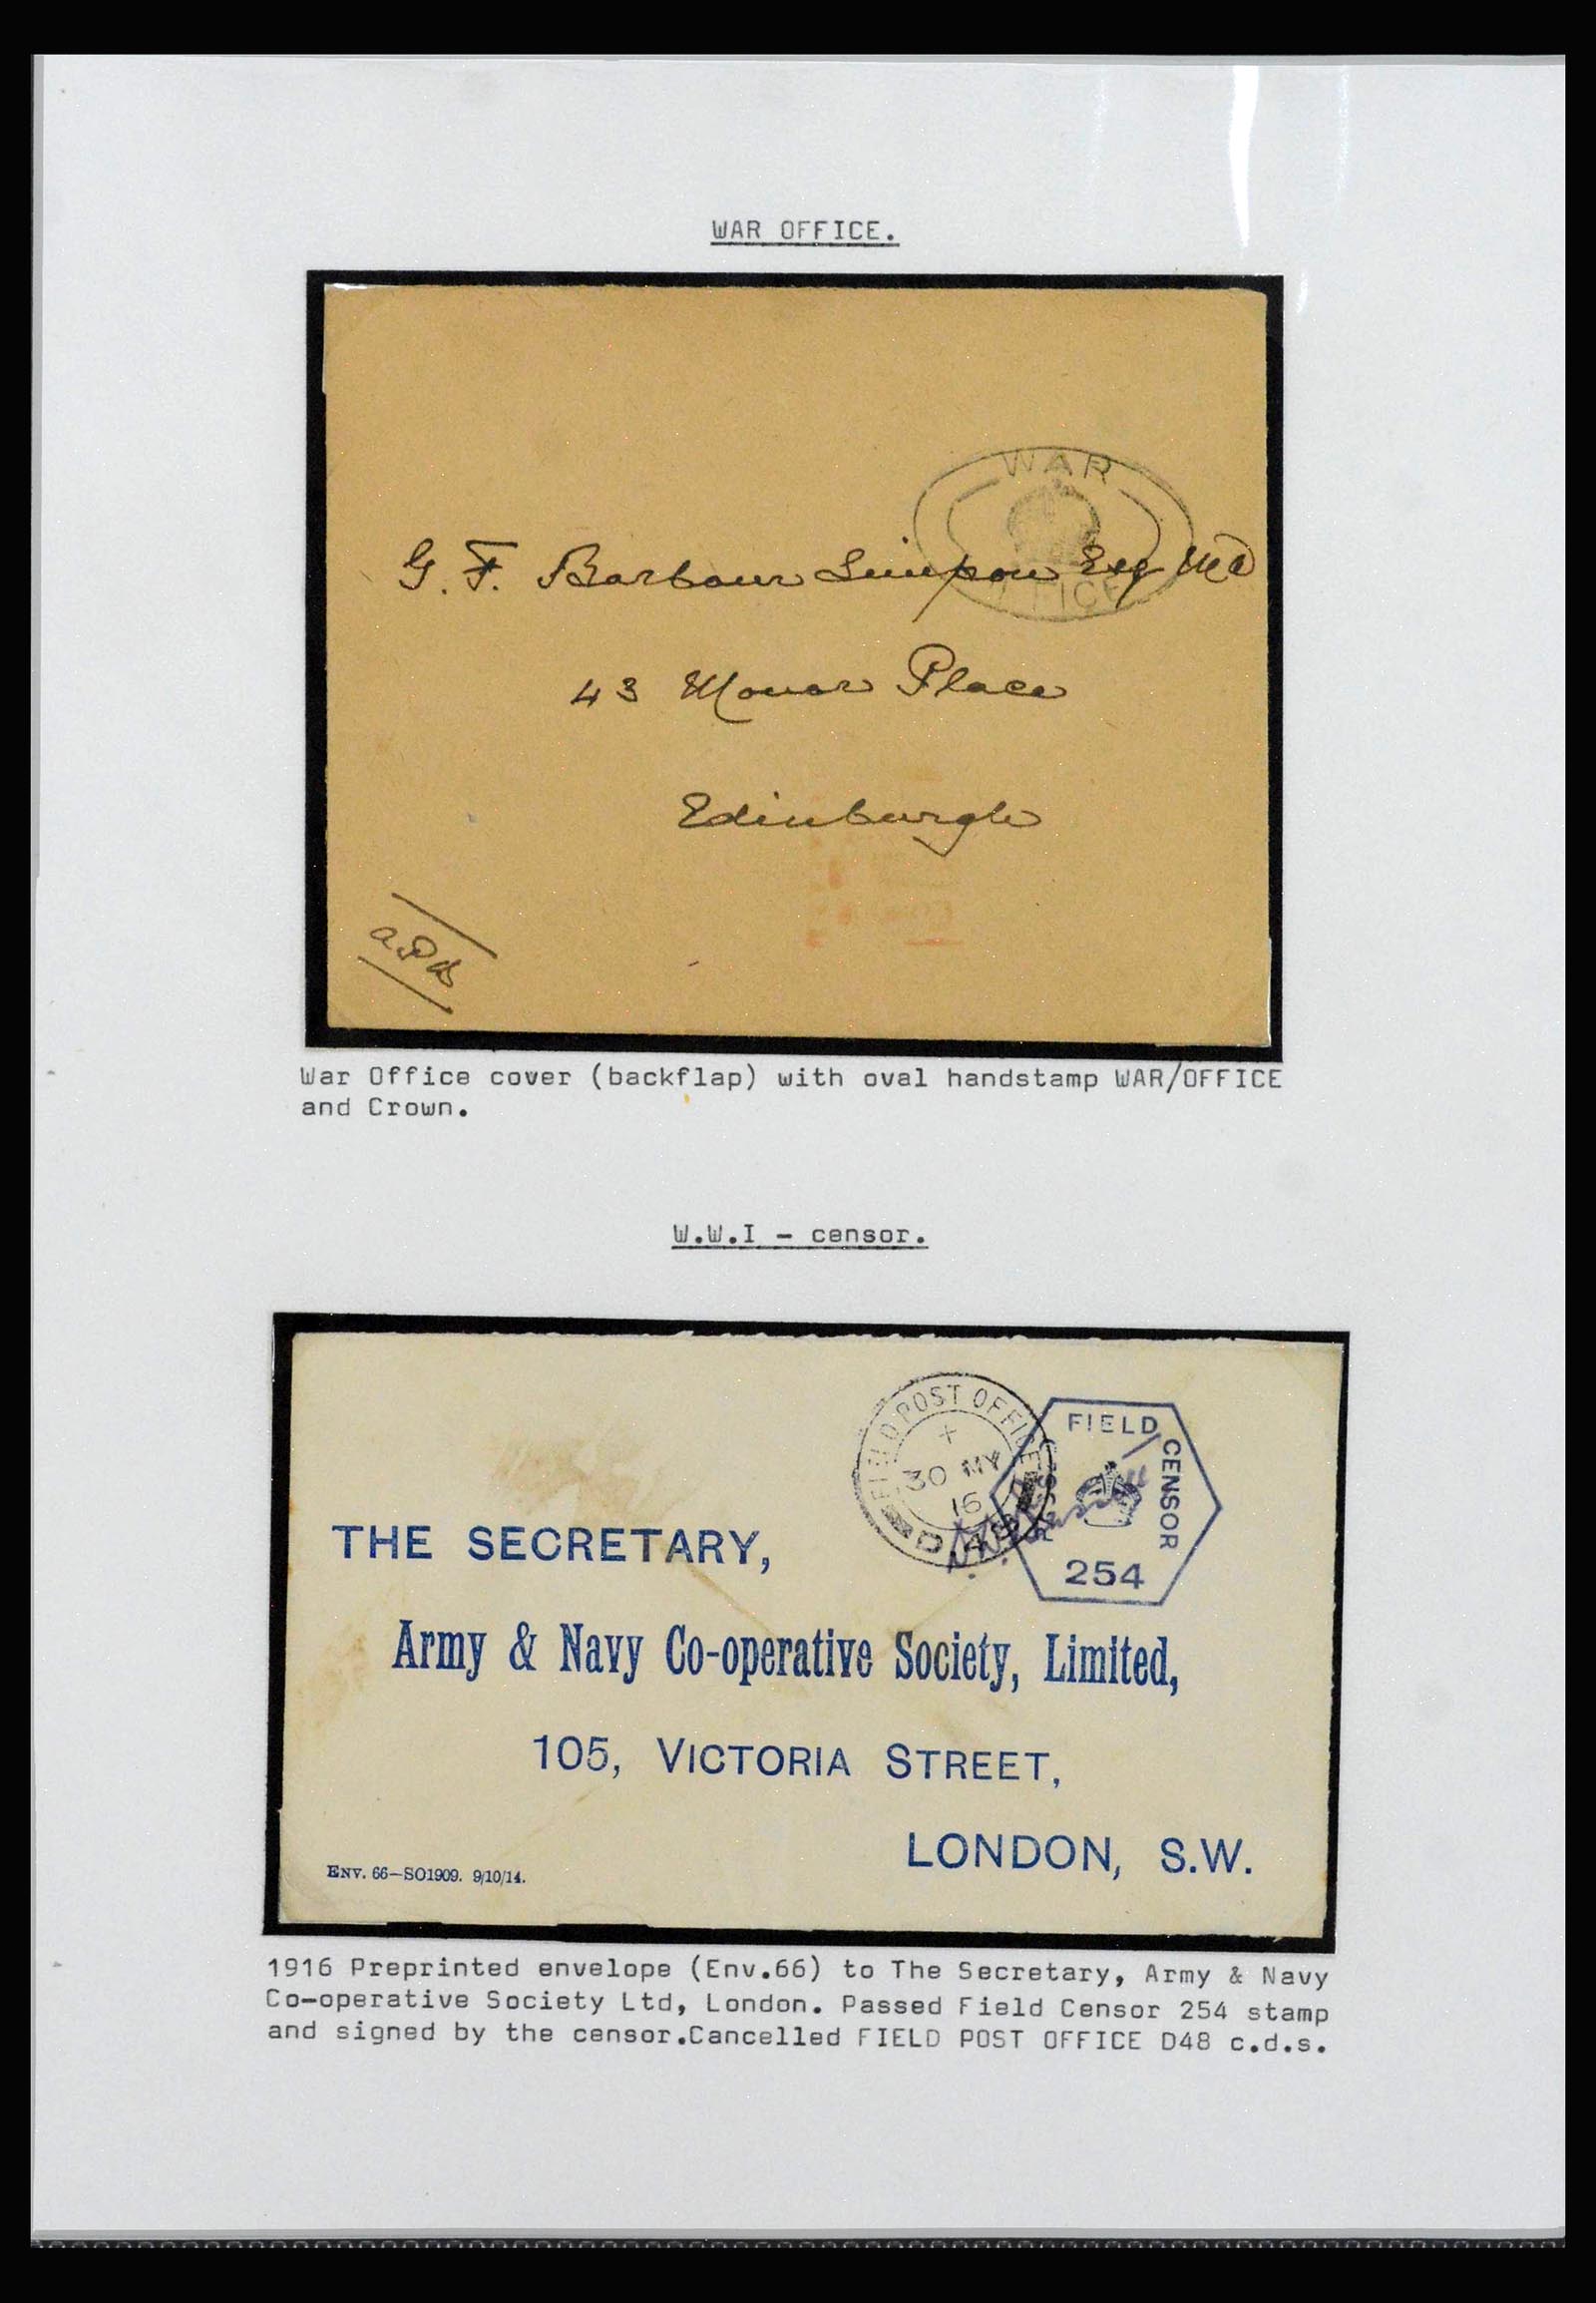 WAR OFFICE.
WAR
OFFICE
G. F. Barbour Simpson Esq MD
43 Manor Place
Edinburgh
War Office cover (backflap) with oval handstamp WAR/OFFICE
and Crown.
W.W.I - censor.
FIELD POST OFFICE
30 MY
16
D 48
FIELD
CENSOR
254
THE SECRETARY,
Army & Navy Co-operative Society, Limited,
105, VICTORIA STREET,
LONDON, S.W.
ENV. 66—SO1909. 9/10/14.
1916 Preprinted envelope (Env.66) to The Secretary, Army & Navy
Co-operative Society Ltd, London. Passed Field Censor 254 stamp
and signed by the censor.Cancelled FIELD POST OFFICE D48 c.d.s.